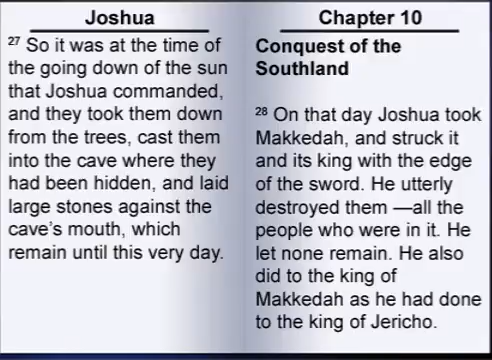 Joshua
27 So it was at the time of
the going down of the sun
that Joshua commanded,
and they took them down
from the trees, cast them
into the cave where they
had been hidden, and laid
large stones against the
cave's mouth, which
remain until this very day.
Chapter 10
Conquest of the
Southland
28 On that day Joshua took
Makkedah, and struck it
and its king with the edge
of the sword. He utterly
destroyed them —all the
people who were in it. He
let none remain. He also
did to the king of
Makkedah as he had done
to the king of Jericho.